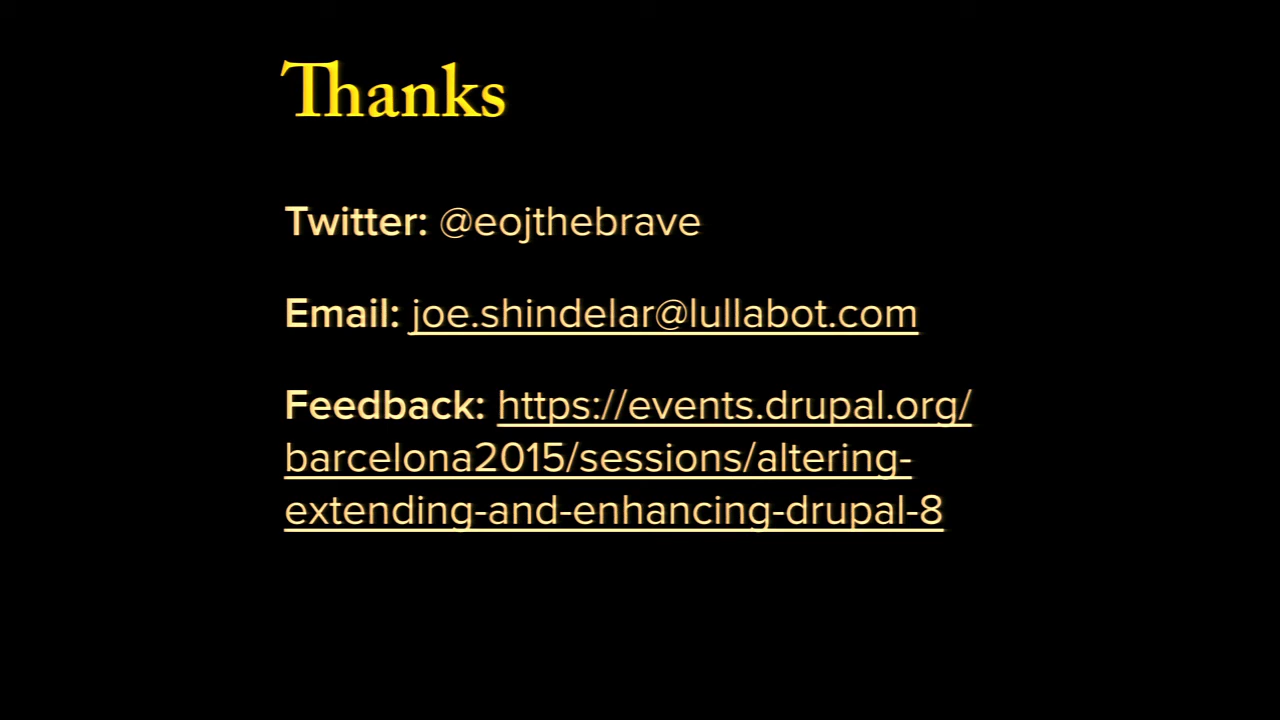 Thanks
Twitter: @eojthebrave
Email: joe.shindelar@lullabot.com
Feedback: https://events.drupal.org/
barcelona2015/sessions/altering-
extending-and-enhancing-drupal-8